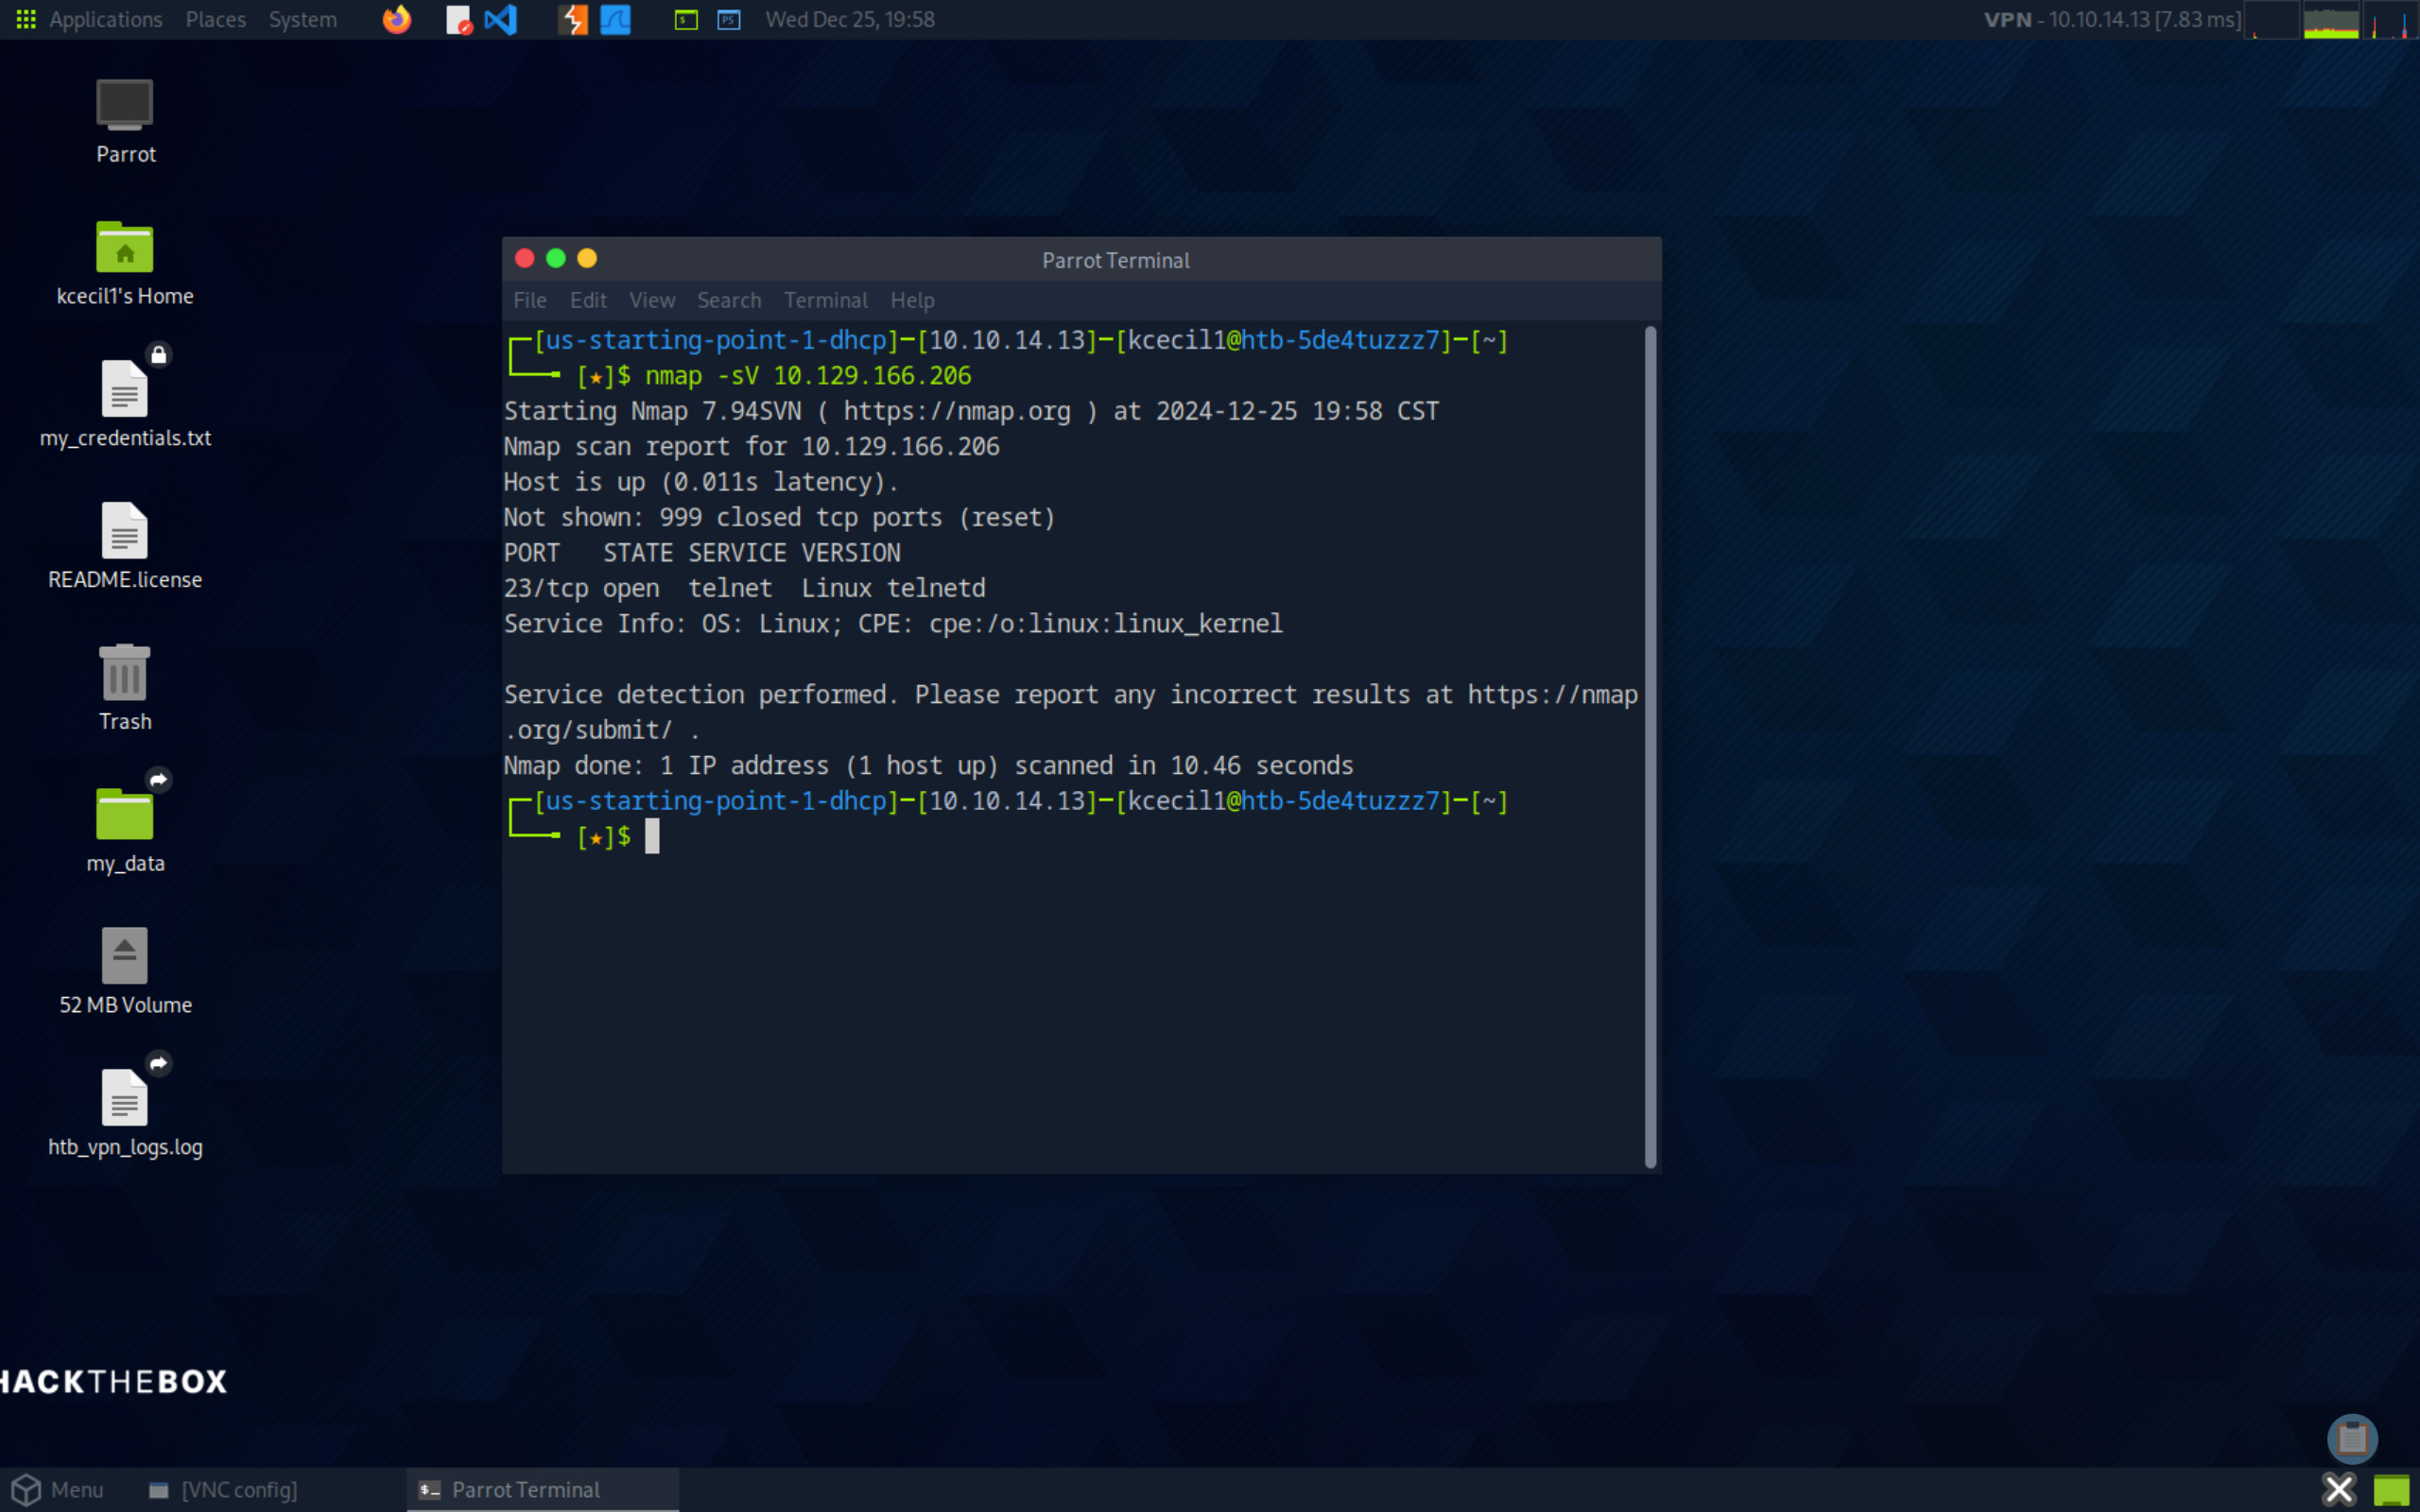 Applications Places System Wed Dec 25, 19:58 VPN - 10.10.14.13 [7.83 ms]
Parrot
kcecil1's Home
my_credentials.txt
README.license
Trash
my_data
52 MB Volume
htb_vpn_logs.log
Parrot Terminal
File Edit View Search Terminal Help
┌─[us-starting-point-1-dhcp]─[10.10.14.13]─[kcecil1@htb-5de4tuzzz7]─[~]
└──╼ [★]$ nmap -sV 10.129.166.206
Starting Nmap 7.94SVN ( https://nmap.org ) at 2024-12-25 19:58 CST
Nmap scan report for 10.129.166.206
Host is up (0.011s latency).
Not shown: 999 closed tcp ports (reset)
PORT   STATE SERVICE VERSION
23/tcp open  telnet  Linux telnetd
Service Info: OS: Linux; CPE: cpe:/o:linux:linux_kernel
Service detection performed. Please report any incorrect results at https://nmap
.org/submit/ .
Nmap done: 1 IP address (1 host up) scanned in 10.46 seconds
┌─[us-starting-point-1-dhcp]─[10.10.14.13]─[kcecil1@htb-5de4tuzzz7]─[~]
└──╼ [★]$
HACKTHEBOX
Menu [VNC config] $_ Parrot Terminal